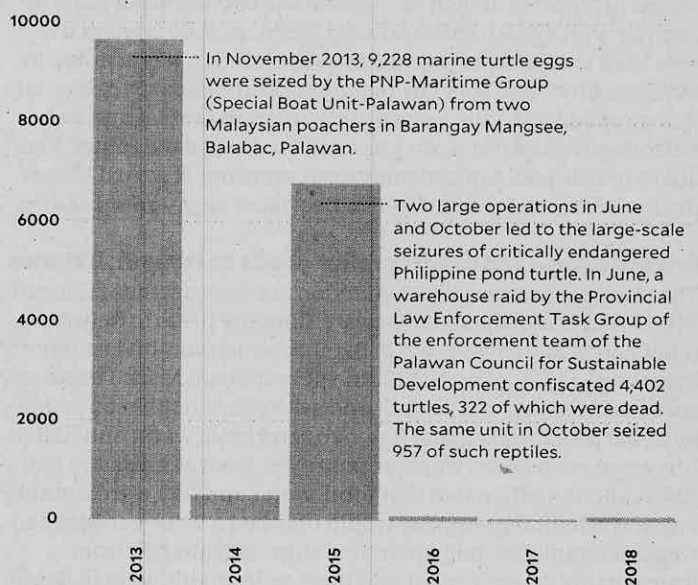 10000
In November 2013, 9,228 marine turtle eggs
were seized by the PNP-Maritime Group
(Special Boat Unit-Palawan) from two
Malaysian poachers in Barangay Mangsee,
Balabac, Palawan.
8000
Two large operations in June
and October led to the large-scale
seizures of critically endangered
Philippine pond turtle. In June, a
warehouse raid by the Provincial
Law Enforcement Task Group of
the enforcement team of the
Palawan Council for Sustainable
Development confiscated 4,402
turtles, 322 of which were dead.
The same unit in October seized
957 of such reptiles.
6000
4000
2000
0
2013
2014
2015
2016
2017
2018